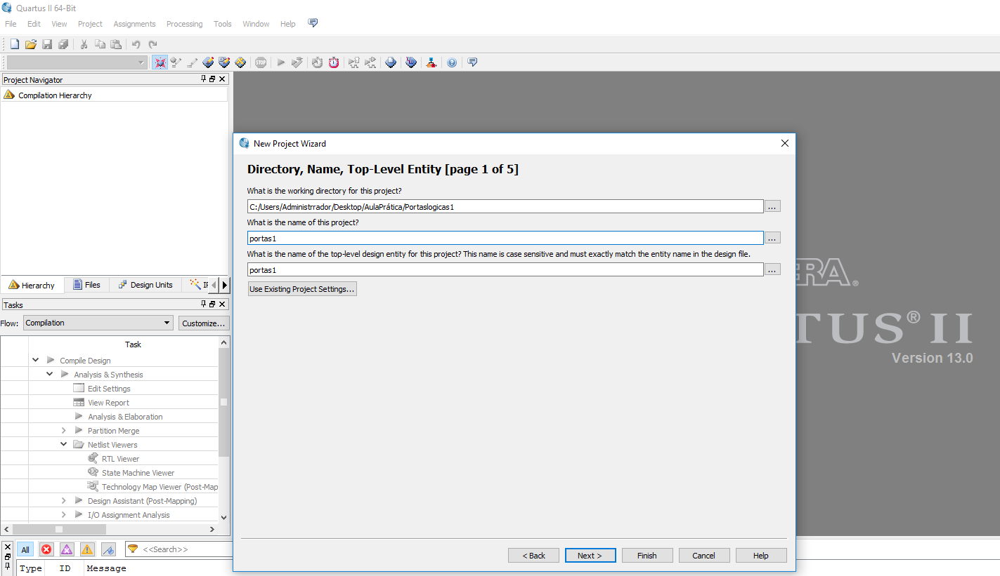 Quartus II 64-Bit
File Edit View Project Assignments Processing Tools Window Help
STOP
Project Navigator
Compilation Hierarchy
Hierarchy Files Design Units
Tasks
Flow: Compilation Customize...
Task
Compile Design
Analysis & Synthesis
Edit Settings
View Report
Analysis & Elaboration
Partition Merge
Netlist Viewers
RTL Viewer
State Machine Viewer
Technology Map Viewer (Post-Map
Design Assistant (Post-Mapping)
I/O Assignment Analysis
New Project Wizard
Directory, Name, Top-Level Entity [page 1 of 5]
What is the working directory for this project?
C:/Users/Administrrador/Desktop/AulaPrática/Portaslogicas1
...
What is the name of this project?
portas1
...
What is the name of the top-level design entity for this project? This name is case sensitive and must exactly match the entity name in the design file.
portas1
...
Use Existing Project Settings...
< Back Next > Finish Cancel Help
ERA®
TUS® II
Version 13.0
All <<Search>>
Type ID Message